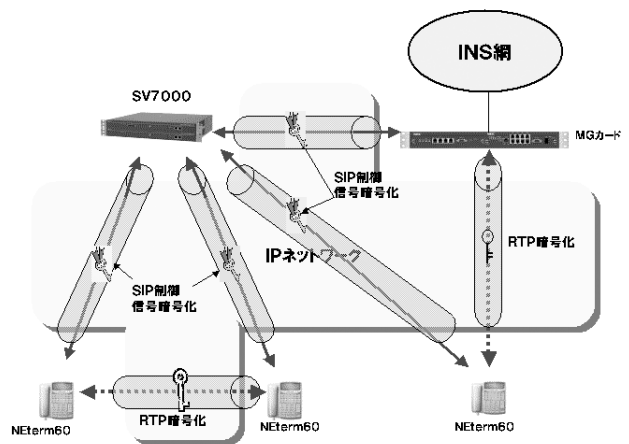 INS網
SV7000
MGカード
SIP制御
信号暗号化
IPネットワーク
RTP暗号化
SIP制御
信号暗号化
RTP暗号化
NEterm60
NEterm60
NEterm60